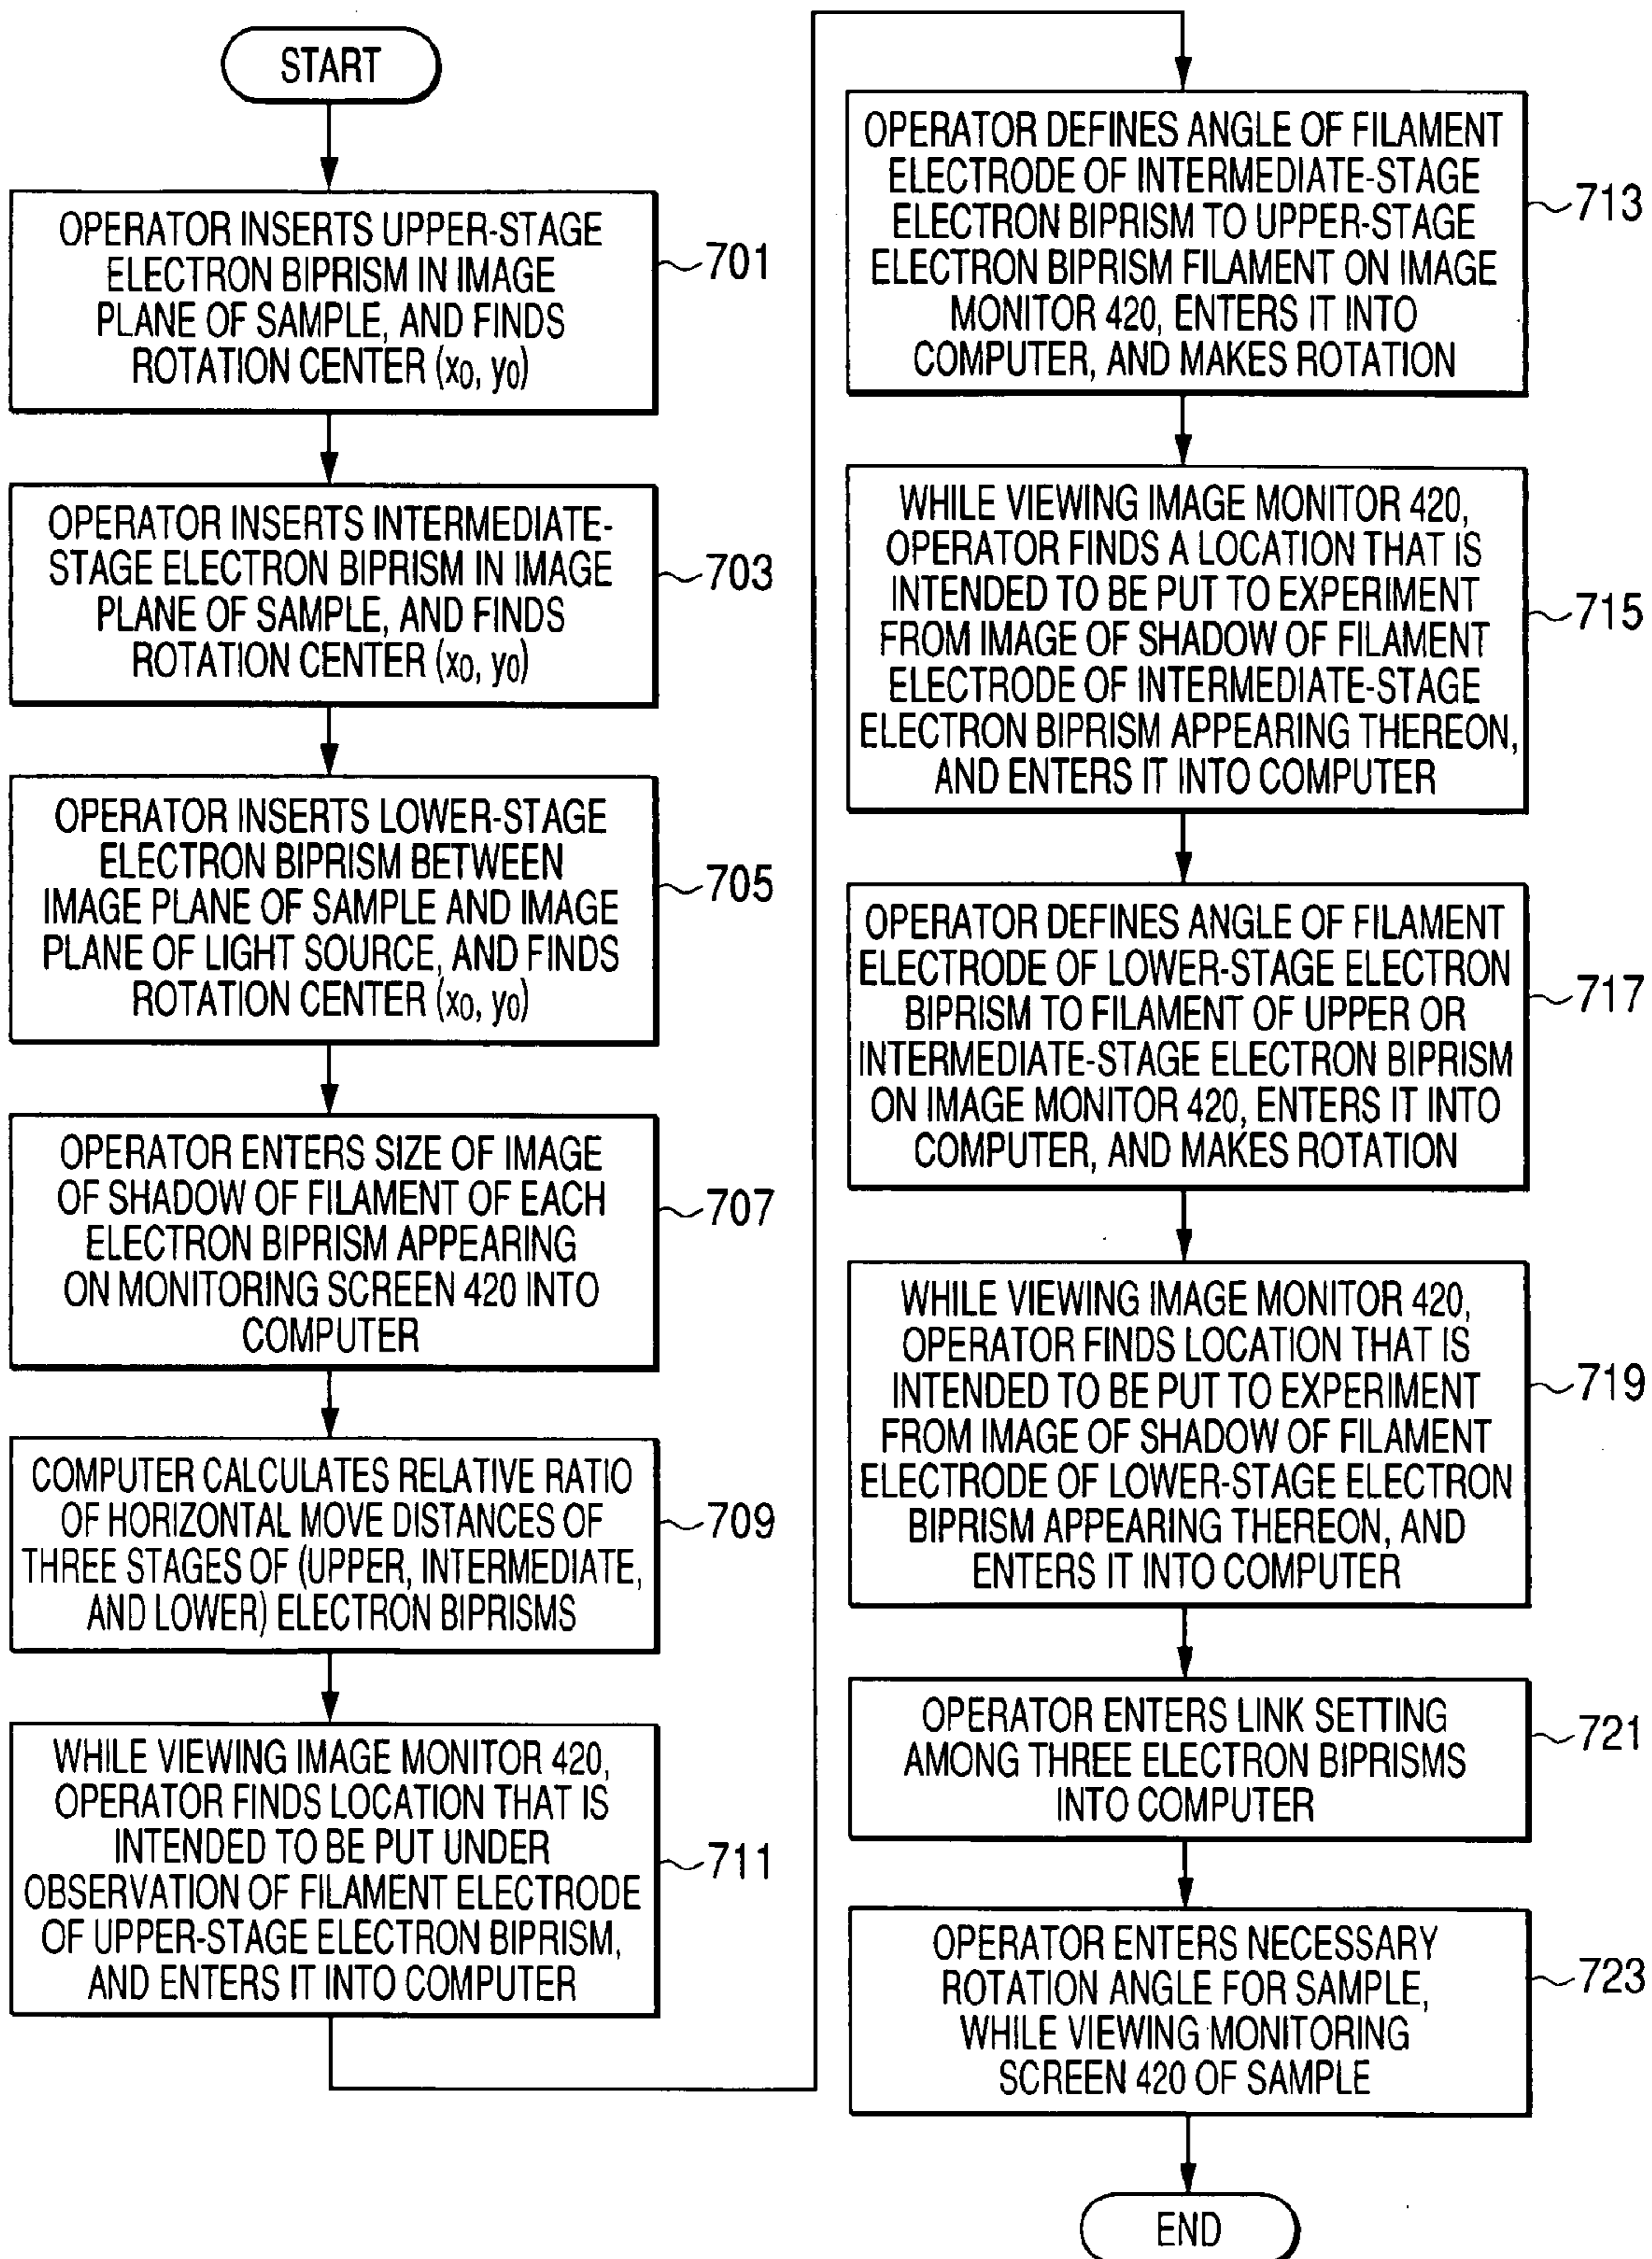 START
OPERATOR INSERTS UPPER-STAGE
ELECTRON BIPRISM IN IMAGE
PLANE OF SAMPLE, AND FINDS
ROTATION CENTER (x0, y0)
701
OPERATOR INSERTS INTERMEDIATE-
STAGE ELECTRON BIPRISM IN IMAGE
PLANE OF SAMPLE, AND FINDS
ROTATION CENTER (x0, y0)
703
OPERATOR INSERTS LOWER-STAGE
ELECTRON BIPRISM BETWEEN
IMAGE PLANE OF SAMPLE AND IMAGE
PLANE OF LIGHT SOURCE, AND FINDS
ROTATION CENTER (x0, y0)
705
OPERATOR ENTERS SIZE OF IMAGE
OF SHADOW OF FILAMENT OF EACH
ELECTRON BIPRISM APPEARING
ON MONITORING SCREEN 420 INTO
COMPUTER
707
COMPUTER CALCULATES RELATIVE RATIO
OF HORIZONTAL MOVE DISTANCES OF
THREE STAGES OF (UPPER, INTERMEDIATE,
AND LOWER) ELECTRON BIPRISMS
709
WHILE VIEWING IMAGE MONITOR 420,
OPERATOR FINDS LOCATION THAT IS
INTENDED TO BE PUT UNDER
OBSERVATION OF FILAMENT ELECTRODE
OF UPPER-STAGE ELECTRON BIPRISM,
AND ENTERS IT INTO COMPUTER
711
OPERATOR DEFINES ANGLE OF FILAMENT
ELECTRODE OF INTERMEDIATE-STAGE
ELECTRON BIPRISM TO UPPER-STAGE
ELECTRON BIPRISM FILAMENT ON IMAGE
MONITOR 420, ENTERS IT INTO
COMPUTER, AND MAKES ROTATION
713
WHILE VIEWING IMAGE MONITOR 420,
OPERATOR FINDS A LOCATION THAT IS
INTENDED TO BE PUT TO EXPERIMENT
FROM IMAGE OF SHADOW OF FILAMENT
ELECTRODE OF INTERMEDIATE-STAGE
ELECTRON BIPRISM APPEARING THEREON,
AND ENTERS IT INTO COMPUTER
715
OPERATOR DEFINES ANGLE OF FILAMENT
ELECTRODE OF LOWER-STAGE ELECTRON
BIPRISM TO FILAMENT OF UPPER OR
INTERMEDIATE-STAGE ELECTRON BIPRISM
ON IMAGE MONITOR 420, ENTERS IT INTO
COMPUTER, AND MAKES ROTATION
717
WHILE VIEWING IMAGE MONITOR 420,
OPERATOR FINDS LOCATION THAT IS
INTENDED TO BE PUT TO EXPERIMENT
FROM IMAGE OF SHADOW OF FILAMENT
ELECTRODE OF LOWER-STAGE ELECTRON
BIPRISM APPEARING THEREON, AND
ENTERS IT INTO COMPUTER
719
OPERATOR ENTERS LINK SETTING
AMONG THREE ELECTRON BIPRISMS
INTO COMPUTER
721
OPERATOR ENTERS NECESSARY
ROTATION ANGLE FOR SAMPLE,
WHILE VIEWING MONITORING
SCREEN 420 OF SAMPLE
723
END